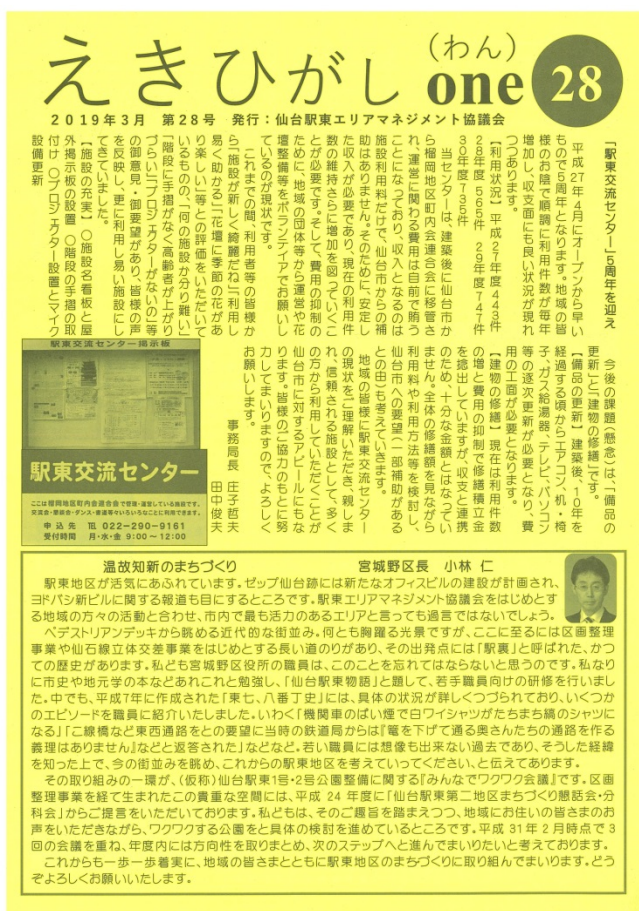 えきひがし（わん）one 28
2019年3月　第28号　発行：仙台駅東エリアマネジメント協議会
「駅東交流センター」5周年を迎え
平成27年4月にオープンから早い
もので5周年となります。地域の皆
様のお陰で順調に利用件数が毎年
増加し、収支面にも良い状況が現れ
つつあります。
【利用状況】平成27年度 443件
28年度 565件　29年度 747件
30年度 735件
当センターは、建築後に仙台市か
ら榴岡地区町内会連合会に移管さ
れ、運営に関わる費用は自前で賄う
ことになっており、収入となるのは
施設利用料だけで、仙台市からの補
助はありません。そのために、安定し
た収入が必要であり、現在の利用件
数の維持さらに増加を図っていくこ
とが必要です。そして、費用の抑制の
ために、地域の団体等から運営や花
壇整備等をボランテイアでお願いし
ているのが現状です。
これまでの間、利用者等の皆様か
ら「施設が新しく綺麗だね」「利用し
易く助かる」「花壇に季節の花があ
り楽しい」等との評価をいただいて
いるものの、「何の施設か分り難い」
「階段に手摺がなく高齢者が上がり
づらい」「プロジエクターがないの」等
の御意見・御要望があり、皆様の声
を反映し、更に利用し易い施設にし
てきていました。
【施設の充実】〇施設名看板と屋
外掲示板の設置　〇階段の手摺の取
付け　〇プロジエクター設置とマイク
設備更新
今後の課題（懸念）は、「備品の
更新」と「建物の修繕」です。
【備品の更新】建築後、10年を
経過する頃からエアコン、机・椅
子、ガス給湯器、テレビ、パソコン
等の逐次更新が必要となり、費
用の工面が必要となります。
【建物の修繕】現在は利用件数
の増と費用の抑制で修繕積立金
を捻出していますが、収支と連携
のため、十分な金額とはなってい
ません。全体の修繕額を見ながら
利用料や利用方法等を検討し、
仙台市への要望（一部補助がある
との由）も考えていきます。
地域の皆様に駅東交流センター
の現状をご理解いただき、親しま
れ、信頼される施設として、多く
の方から利用していただくことが
仙台市に対するアピールにもな
ります。皆様のご協力のもとに努
力してまいりますので、よろしく
お願いします。
事務局長　庄子哲夫
田中俊夫
駅東交流センター掲示板
駅東交流センター
ここは榴岡地区町内会連合会で管理・運営している施設です。
交流会・懇談会・ダンス・書道等いろいろなことに利用できます。
申込先　℡ 022-290-9161
受付時間　月・水・金 9:00～12:00
温故知新のまちづくり　宮城野区長　小林 仁
駅東地区が活気にあふれています。ゼップ仙台跡には新たなオフィスビルの建設が計画され、
ヨドバシ新ビルに関する報道も目にするところです。駅東エリアマネジメント協議会をはじめとす
る地域の方々の活動と合わせ、市内で最も活力のあるエリアと言っても過言ではないでしょう。
ペデストリアンデッキから眺める近代的な街並み。何とも胸躍る光景ですが、ここに至るには区画整理
事業や仙石線立体交差事業をはじめとする長い道のりがあり、その出発点には「駅裏」と呼ばれた、かつ
ての歴史があります。私ども宮城野区役所の職員は、このことを忘れてはならないと思うのです。私なり
に市史や地元学の本などあれこれと勉強し、「仙台駅東物語」と題して、若手職員向けの研修を行いまし
た。中でも、平成7年に作成された「東七、八番丁史」には、具体の状況が詳しくつづられており、いくつか
のエピソードを職員に紹介いたしました。いわく「機関車のばい煙で白ワイシャツがたちまち縞のシャツに
なる」「こ線橋など東西通路をとの要望に当時の鉄道局からは『篭を下げて通る奥さんたちの通路を作る
義理はありません』などと返答された」などなど。若い職員には想像も出来ない過去であり、そうした経緯
を知った上で、今の街並みを眺め、これからの駅東地区を考えていってください、と伝えてあります。
その取り組みの一環が、（仮称）仙台駅東1号・2号公園整備に関する『みんなでワクワク会議』です。区画
整理事業を経て生まれたこの貴重な空間には、平成 24 年度に「仙台駅東第二地区まちづくり懇話会・分
科会」からご提言をいただいております。私どもは、そのご趣旨を踏まえつつ、地域にお住いの皆さまのお
声をいただきながら、ワクワクする公園をと具体の検討を進めているところです。平成 31 年 2 月時点で 3
回の会議を重ね、年度内には方向性を取りまとめ、次のステップへと進んでまいりたいと考えております。
これからも一歩一歩着実に、地域の皆さまとともに駅東地区のまちづくりに取り組んでまいります。どう
ぞよろしくお願いいたします。